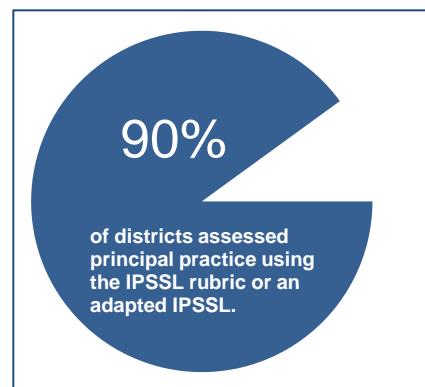 90%
of districts assessed
principal practice using
the IPSSL rubric or an
adapted IPSSL.